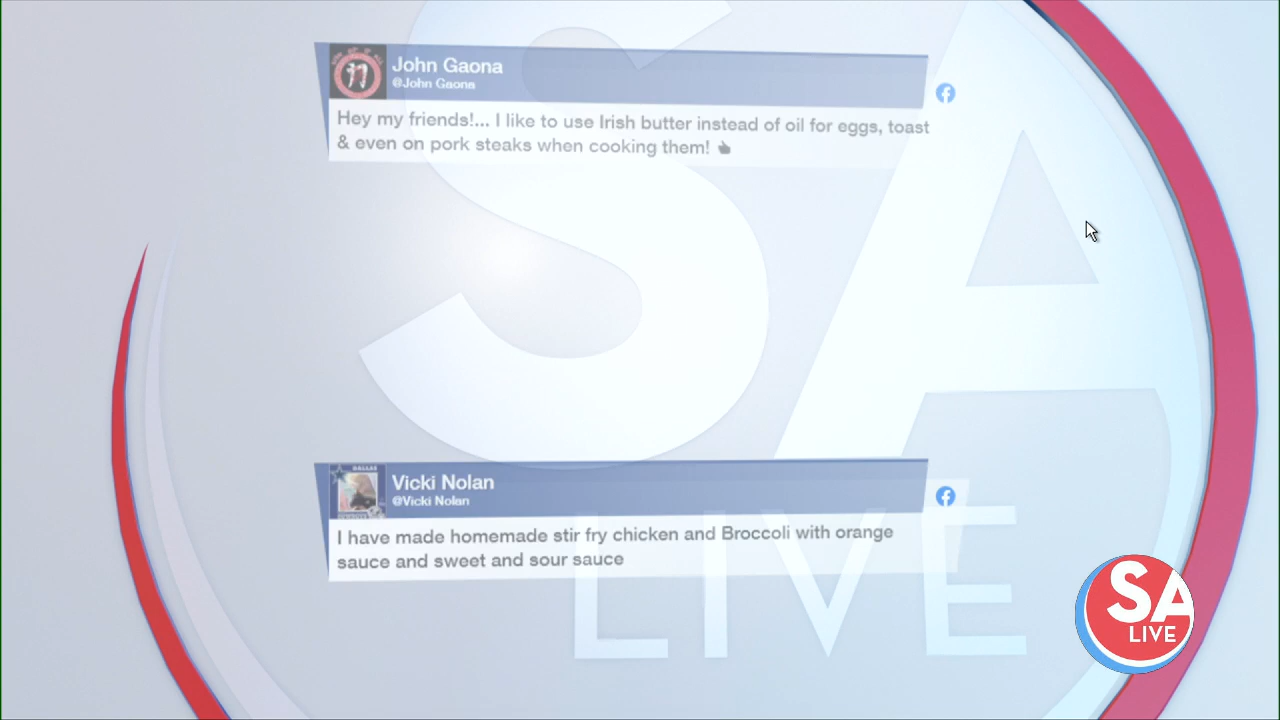 SA
John Gaona
@John Gaona
Hey my friends!... I like to use Irish butter instead of oil for eggs, toast
& even on pork steaks when cooking them!
DALLAS
Vicki Nolan
@Vicki Nolan
I have made homemade stir fry chicken and Broccoli with orange
sauce and sweet and sour sauce
LIVE
SA
LIVE